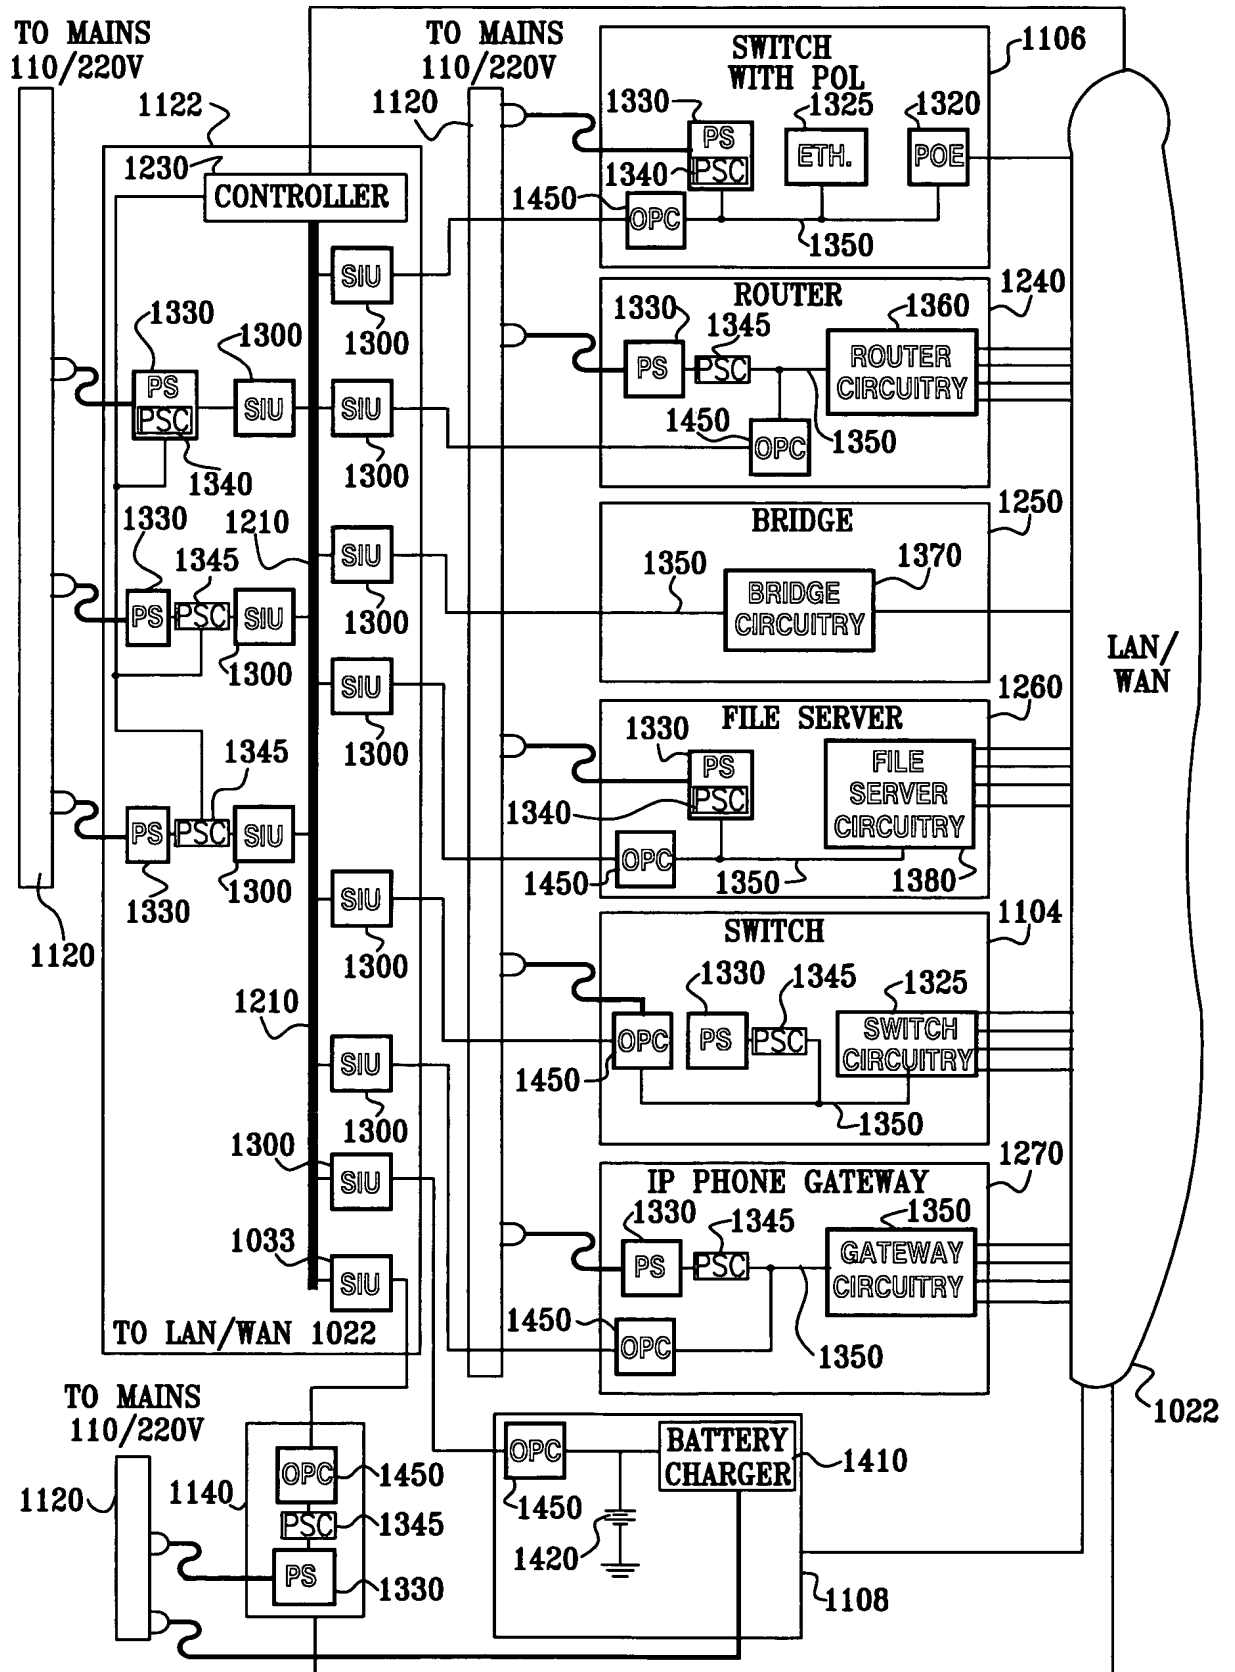 TO MAINS
110/220V
1122
1230
CONTROLLER
1330
1300
PS
PSC
SIU
1340
1330
1210
1345
PS
PSC
SIU
1300
1345
PS
PSC
SIU
1330
1300
1120
1210
SIU
1300
SIU
1300
SIU
1300
SIU
1300
SIU
1300
SIU
1300
1300
SIU
1033
SIU
TO LAN/WAN 1022
TO MAINS
110/220V
1120
SWITCH
WITH POL
1106
1330
1325
1320
PS
PSC
ETH.
POE
1340
1450
OPC
1350
ROUTER
1240
1330
1345
1360
PS
PSC
ROUTER
CIRCUITRY
1450
OPC
1350
BRIDGE
1250
1350
1370
BRIDGE
CIRCUITRY
LAN/
WAN
FILE SERVER
1260
1330
PS
PSC
1340
FILE
SERVER
CIRCUITRY
OPC
1450
1350
1380
SWITCH
1104
1330
1345
1325
OPC
PS
PSC
SWITCH
CIRCUITRY
1450
1350
IP PHONE GATEWAY
1270
1330
1345
1350
PS
PSC
GATEWAY
CIRCUITRY
1450
OPC
1350
1022
TO MAINS
110/220V
1120
1140
OPC
1450
PSC
1345
PS
1330
OPC
1450
BATTERY
CHARGER
1410
1420
1108